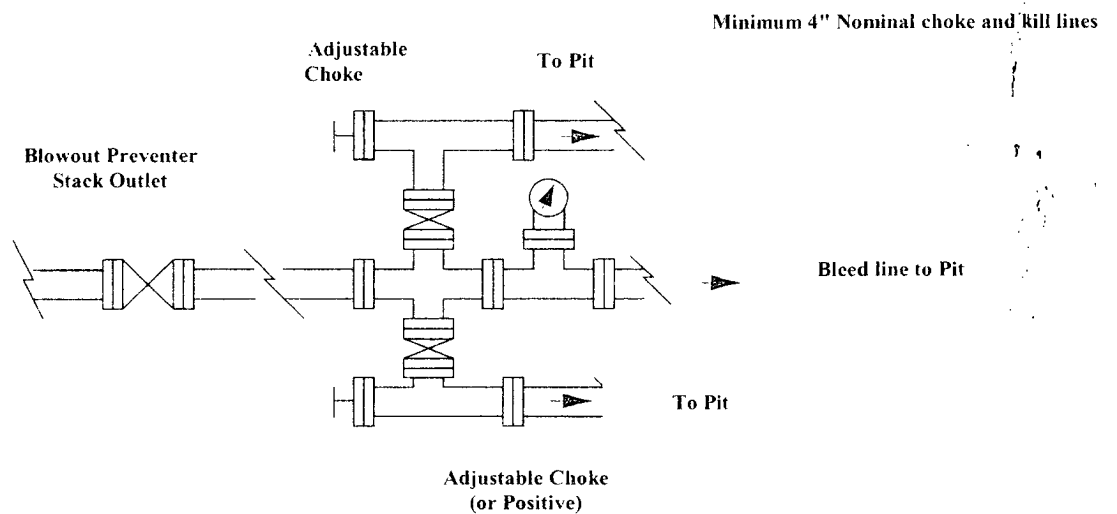 Minimum 4" Nominal choke and kill lines
Adjustable
Choke
To Pit
Blowout Preventer
Stack Outlet
Bleed line to Pit
To Pit
Adjustable Choke
(or Positive)